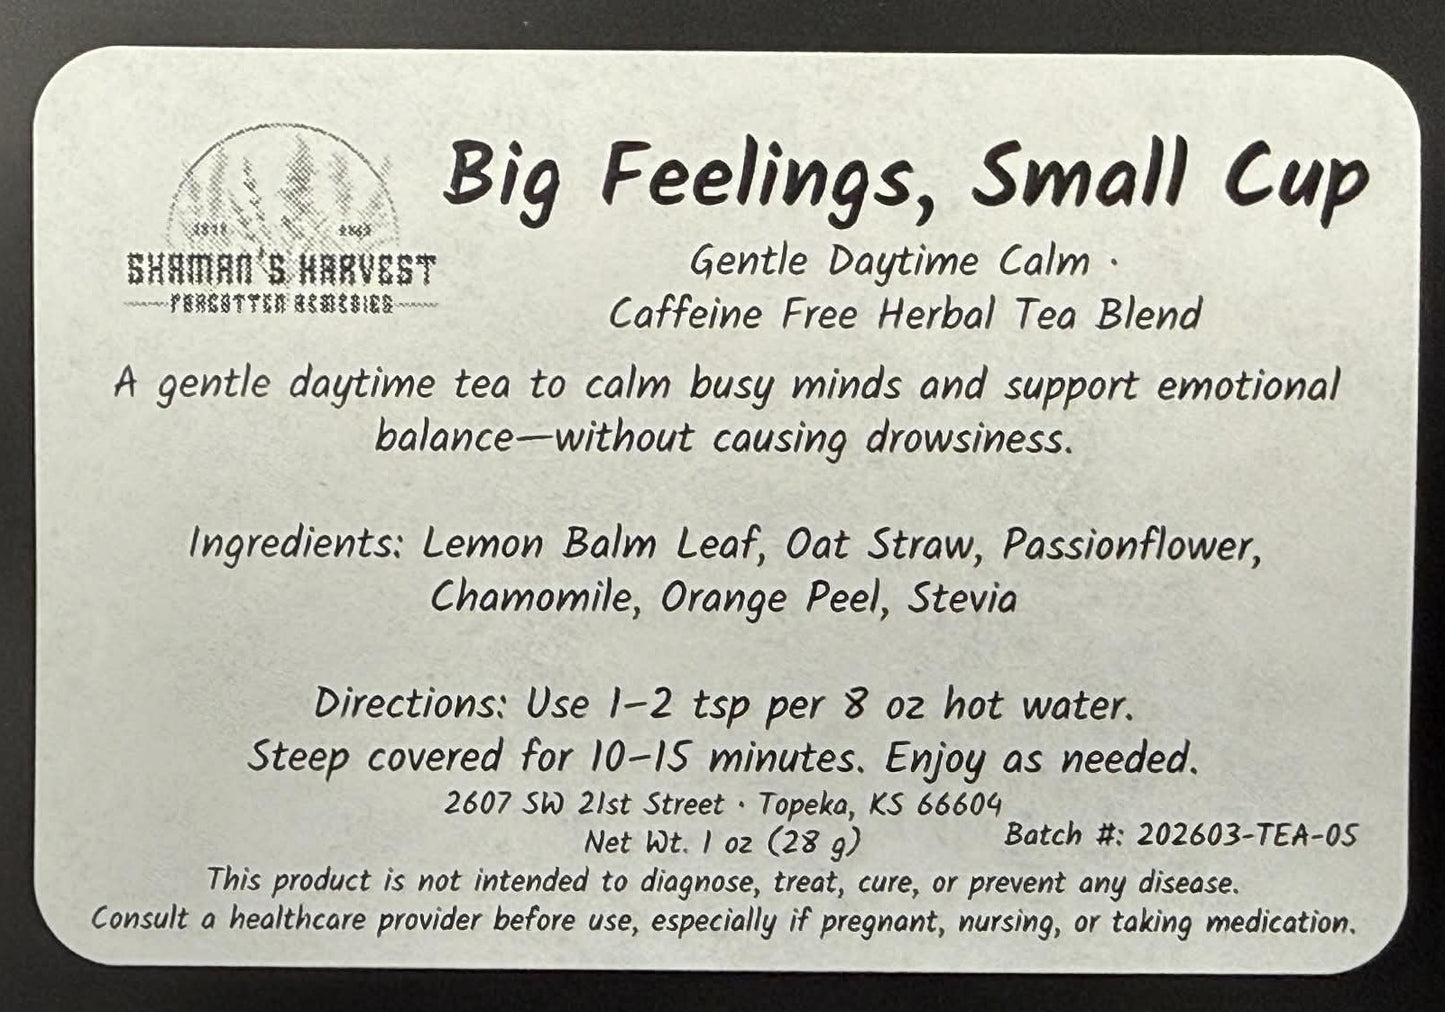 SHAMAN'S HARVEST
FORGOTTEN REMEDIES
Big Feelings, Small Cup
Gentle Daytime Calm ·
Caffeine Free Herbal Tea Blend
A gentle daytime tea to calm busy minds and support emotional
balance—without causing drowsiness.
Ingredients: Lemon Balm Leaf, Oat Straw, Passionflower,
Chamomile, Orange Peel, Stevia
Directions: Use 1-2 tsp per 8 oz hot water.
Steep covered for 10-15 minutes. Enjoy as needed.
2607 SW 21st Street · Topeka, KS 66604
Net Wt. 1 oz (28 g)
Batch #: 202603-TEA-05
This product is not intended to diagnose, treat, cure, or prevent any disease.
Consult a healthcare provider before use, especially if pregnant, nursing, or taking medication.